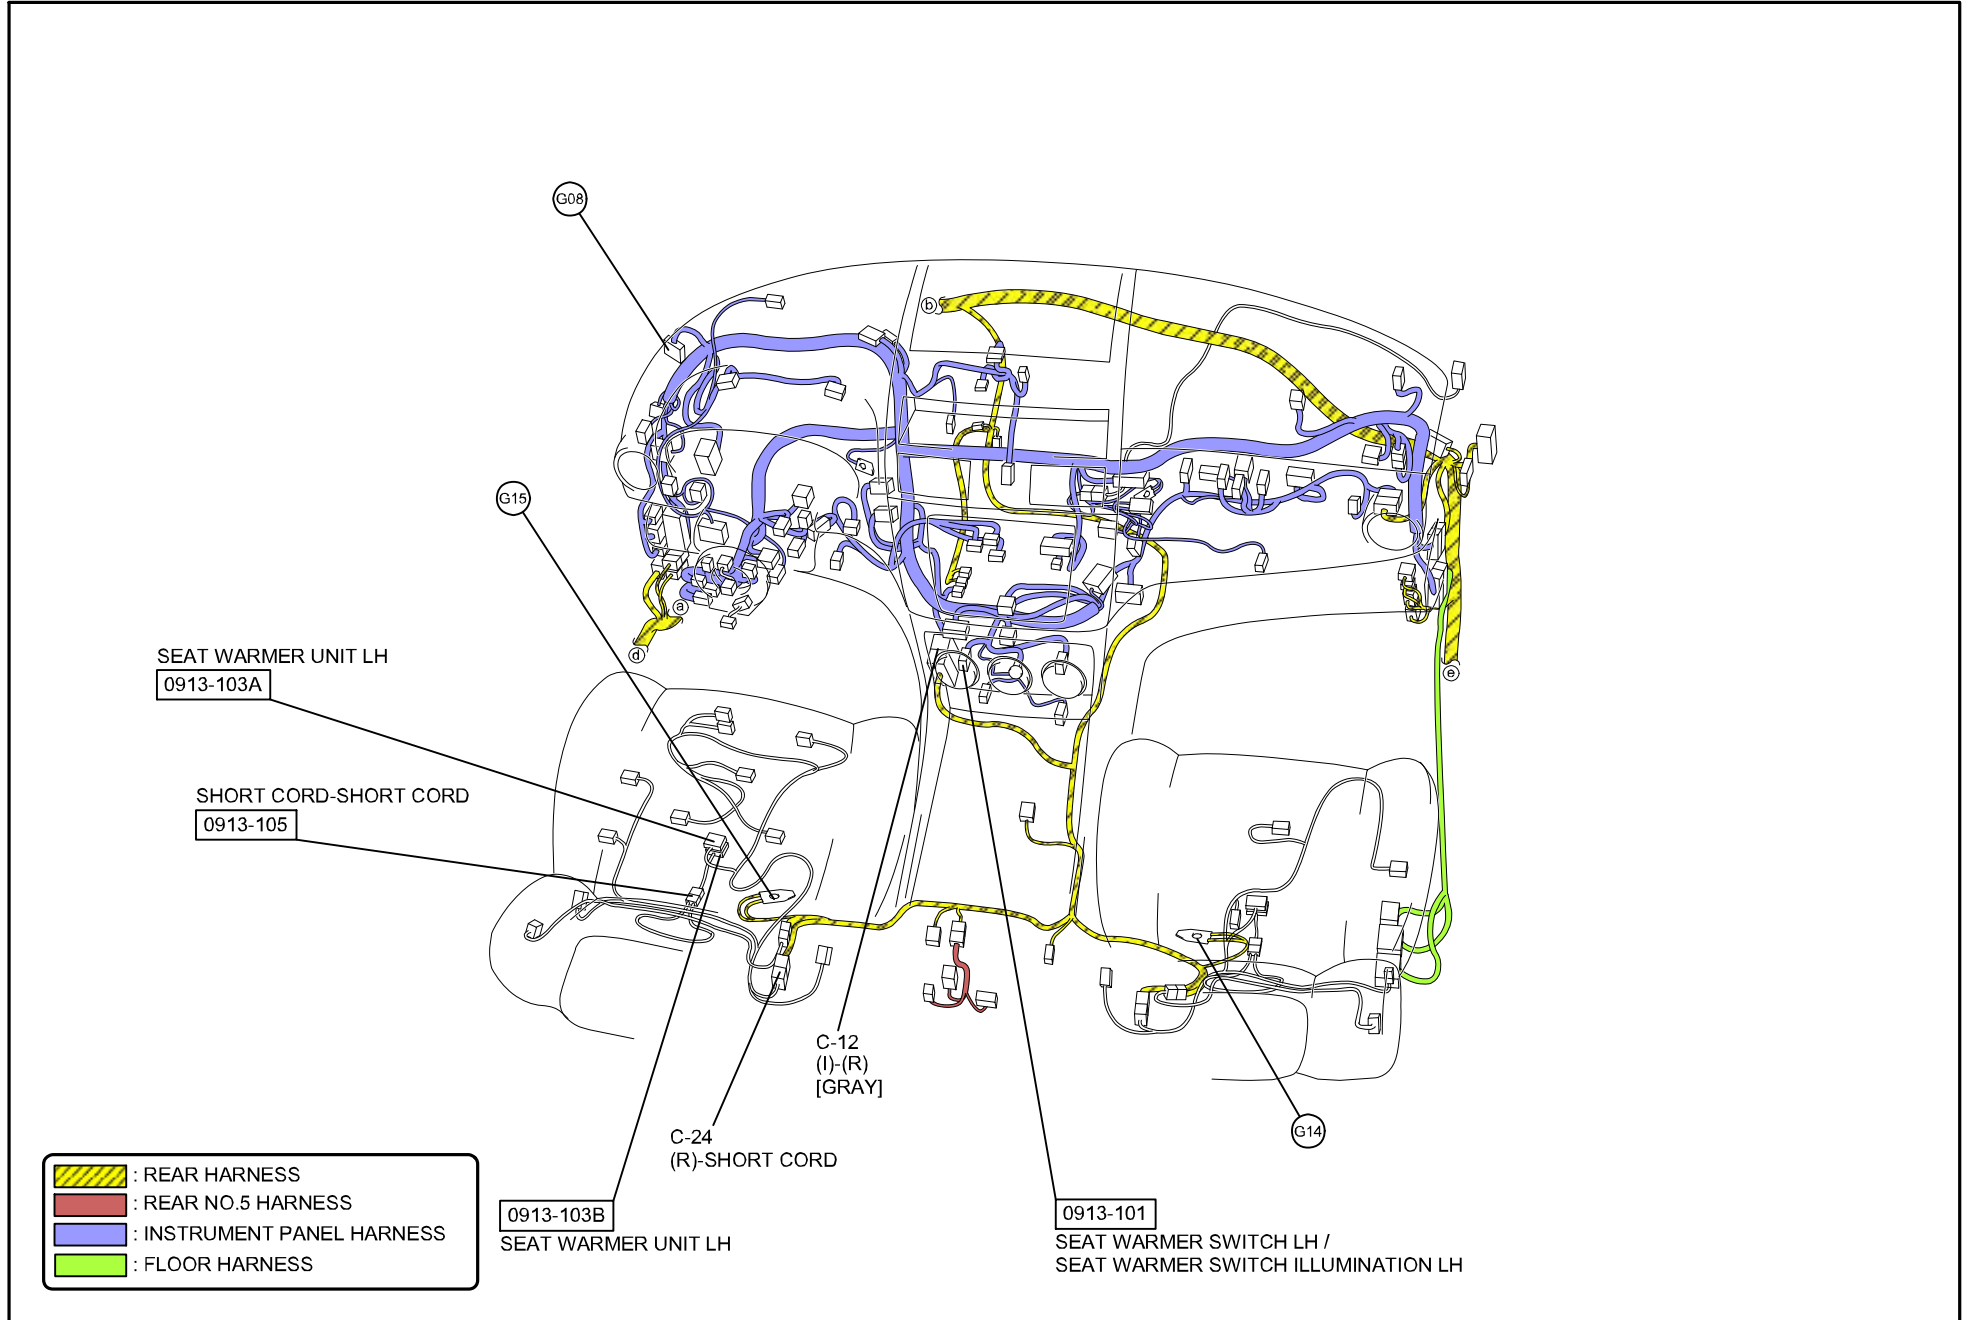 G08
b
G15
a
d
e
SEAT WARMER UNIT LH
0913-103A
SHORT CORD-SHORT CORD
0913-105
C-12
(I)-(R)
[GRAY]
G14
C-24
(R)-SHORT CORD
: REAR HARNESS
: REAR NO.5 HARNESS
: INSTRUMENT PANEL HARNESS
: FLOOR HARNESS
0913-103B
SEAT WARMER UNIT LH
0913-101
SEAT WARMER SWITCH LH /
SEAT WARMER SWITCH ILLUMINATION LH